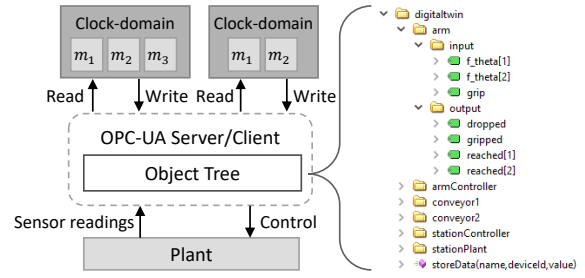 Clock-domain
m1 m2 m3
Clock-domain
m1 m2
Read
Write
Read
Write
OPC-UA Server/Client
Object Tree
Sensor readings
Control
Plant
digitaltwin
arm
input
f_theta[1]
f_theta[2]
grip
output
dropped
gripped
reached[1]
reached[2]
armController
conveyor1
conveyor2
stationController
stationPlant
storeData(name,deviceId,value)